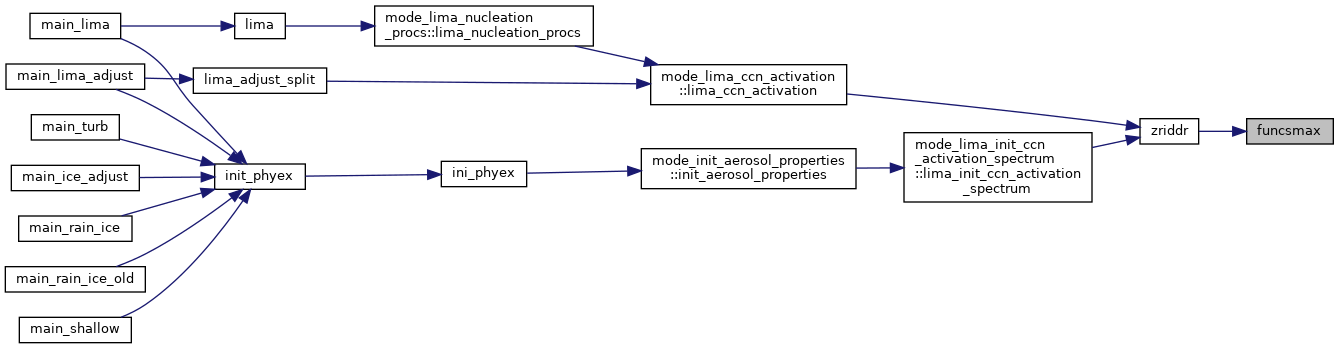 main_lima
lima
mode_lima_nucleation
_procs::lima_nucleation_procs
main_lima_adjust
lima_adjust_split
mode_lima_ccn_activation
::lima_ccn_activation
main_turb
zriddr
funcsmax
main_ice_adjust
init_phyex
ini_phyex
mode_init_aerosol_properties
::init_aerosol_properties
mode_lima_init_ccn
_activation_spectrum
::lima_init_ccn_activation
_spectrum
main_rain_ice
main_rain_ice_old
main_shallow